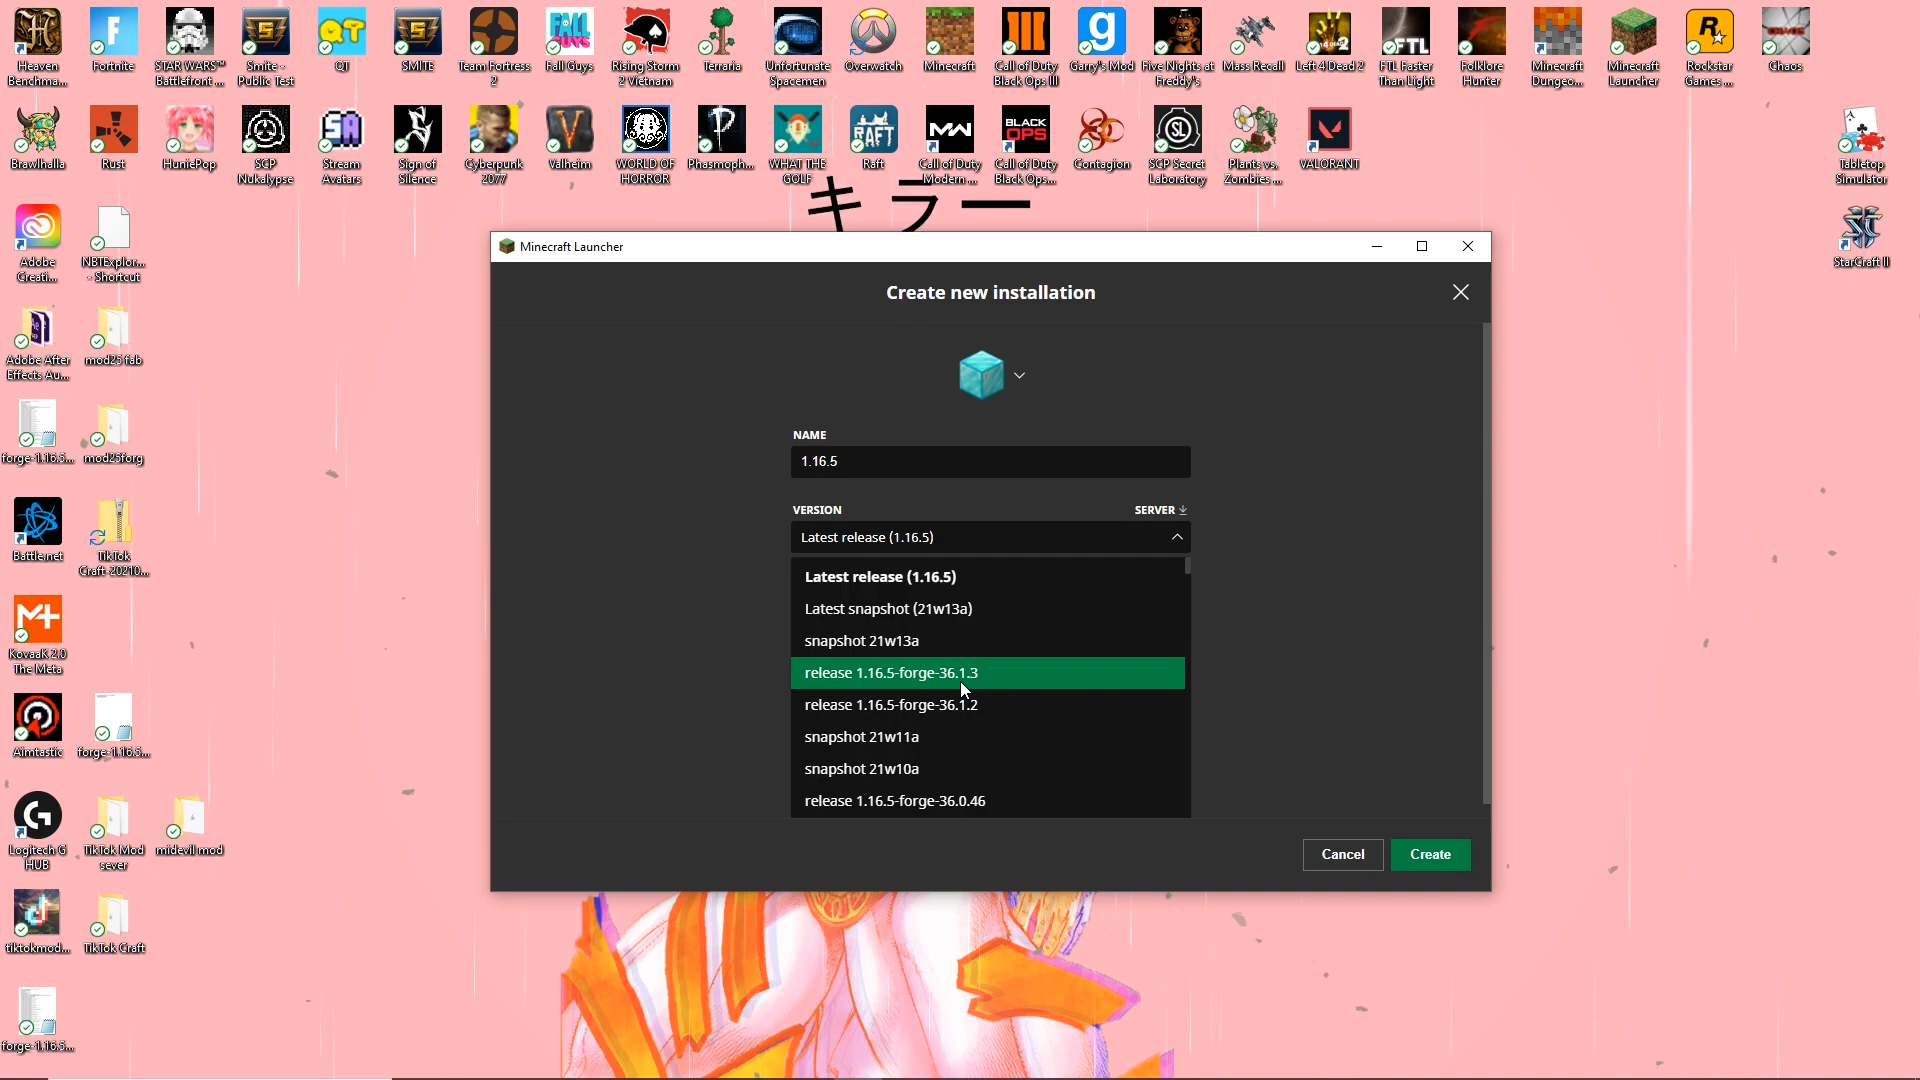 Heaven Fortnite STAR WARS™ Smite - QT SMITE Team Fortress Fall Guys Rising Storm Terraria Unfortunate Overwatch Minecraft Call of Duty Garry's Mod Five Nights at Mass Recall Left 4 Dead 2 FTL Faster Folklore Minecraft Minecraft Rockstar Chaos
Benchma... Battlefront ... Public Test 2 2 Vietnam Spacemen Black Ops III Freddy's Than Light Hunter Dungeo... Launcher Games ...
Brawlhalla Rust HuniePop SCP Stream Sign of Cyberpunk Valheim WORLD OF Phasmoph... WHAT THE Raft Call of Duty Call of Duty Contagion SCP Secret Plants vs. VALORANT Tabletop
Nukalypse Avatars Silence 2077 HORROR GOLF Modern ... Black Ops... Laboratory Zombies ... Simulator
キラー
Adobe NBTExplor... StarCraft II
Creati... - Shortcut
Minecraft Launcher
Create new installation
Adobe After mod25 fab
Effects Au...
NAME
forge-1.16.5... mod25forg
1.16.5
VERSION SERVER
Latest release (1.16.5)
Battle.net TikTok
Craft-20210...
Latest release (1.16.5)
Latest snapshot (21w13a)
snapshot 21w13a
KovaaK 2.0
The Meta
release 1.16.5-forge-36.1.3
release 1.16.5-forge-36.1.2
snapshot 21w11a
Aimtastic forge-1.16.5...
snapshot 21w10a
release 1.16.5-forge-36.0.46
Logitech G TikTok Mod midevil mod
HUB sever
Cancel Create
tiktokmod... TikTok Craft
forge-1.16.5...